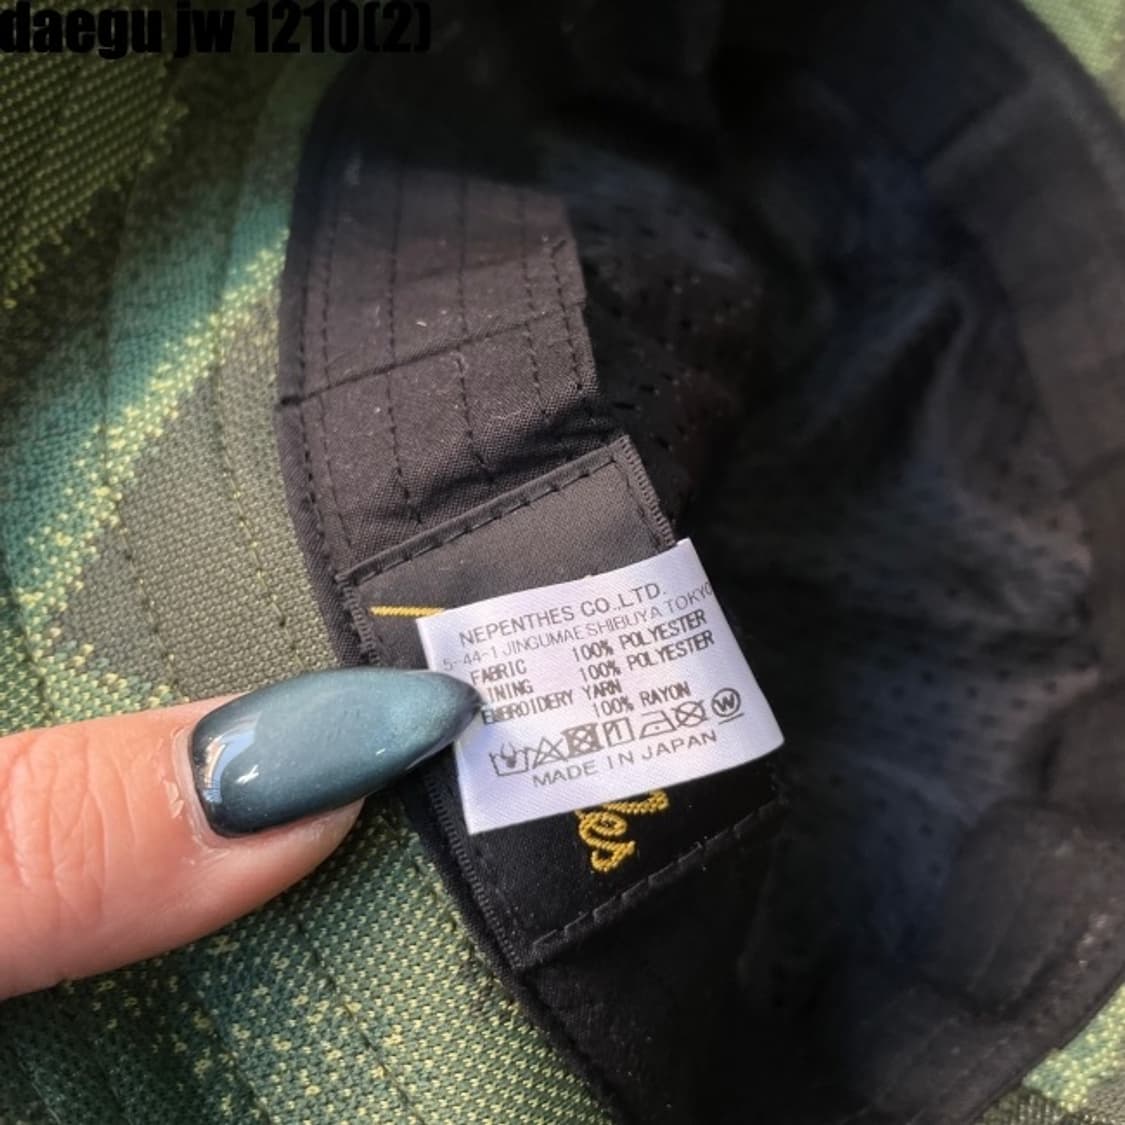 daegu jw 1210(2)
NEPENTHES CO.,LTD.
5-44-1 JINGUMAE SHIBUYA TOKYO
FABRIC 100% POLYESTER
LINING 100% POLYESTER
EMBROIDERY YARN
100% RAYON
W
MADE IN JAPAN